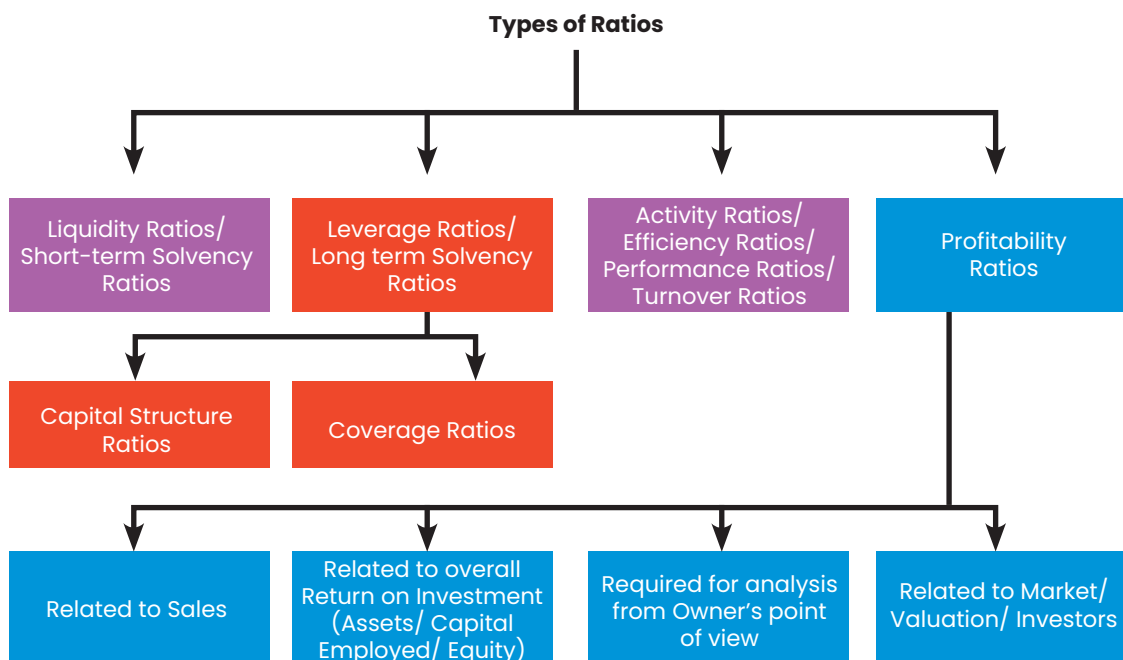 Types of Ratios
Liquidity Ratios/
Short-term Solvency
Ratios
Leverage Ratios/
Long term Solvency
Ratios
Activity Ratios/
Efficiency Ratios/
Performance Ratios/
Turnover Ratios
Profitability
Ratios
Capital Structure
Ratios
Coverage Ratios
Related to Sales
Related to overall
Return on Investment
(Assets/ Capital
Employed/ Equity)
Required for analysis
from Owner’s point
of view
Related to Market/
Valuation/ Investors